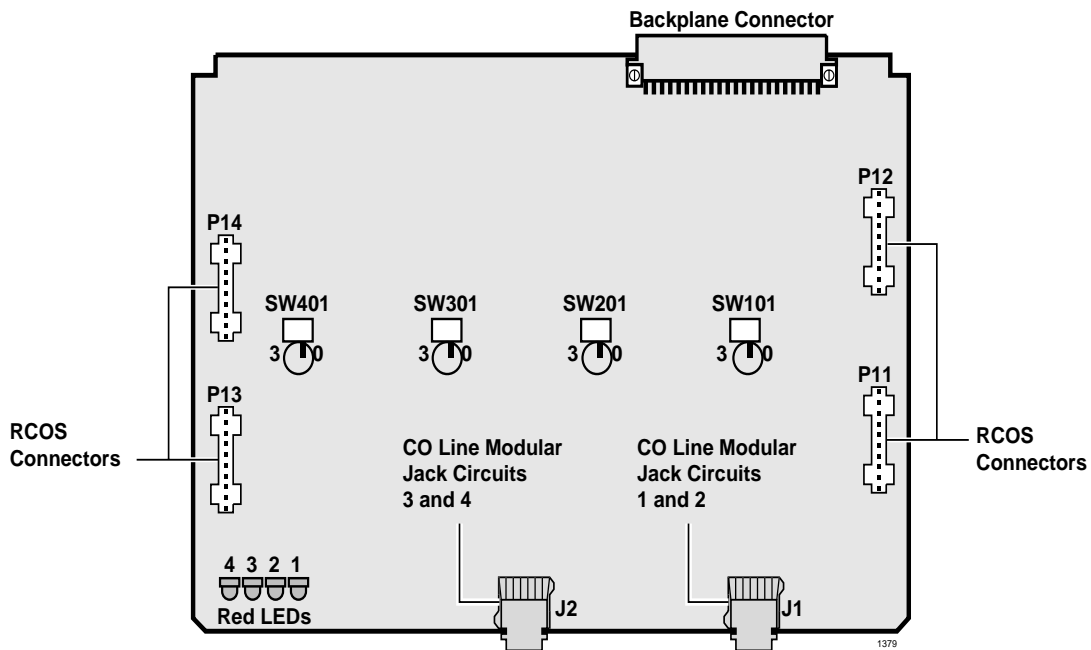 Backplane Connector
P12
P14
SW401
SW301
SW201
SW101
3 0
3 0
3 0
3 0
P13
P11
RCOS
Connectors
CO Line Modular
Jack Circuits
3 and 4
CO Line Modular
Jack Circuits
1 and 2
RCOS
Connectors
4 3 2 1
Red LEDs
J2
J1
1379